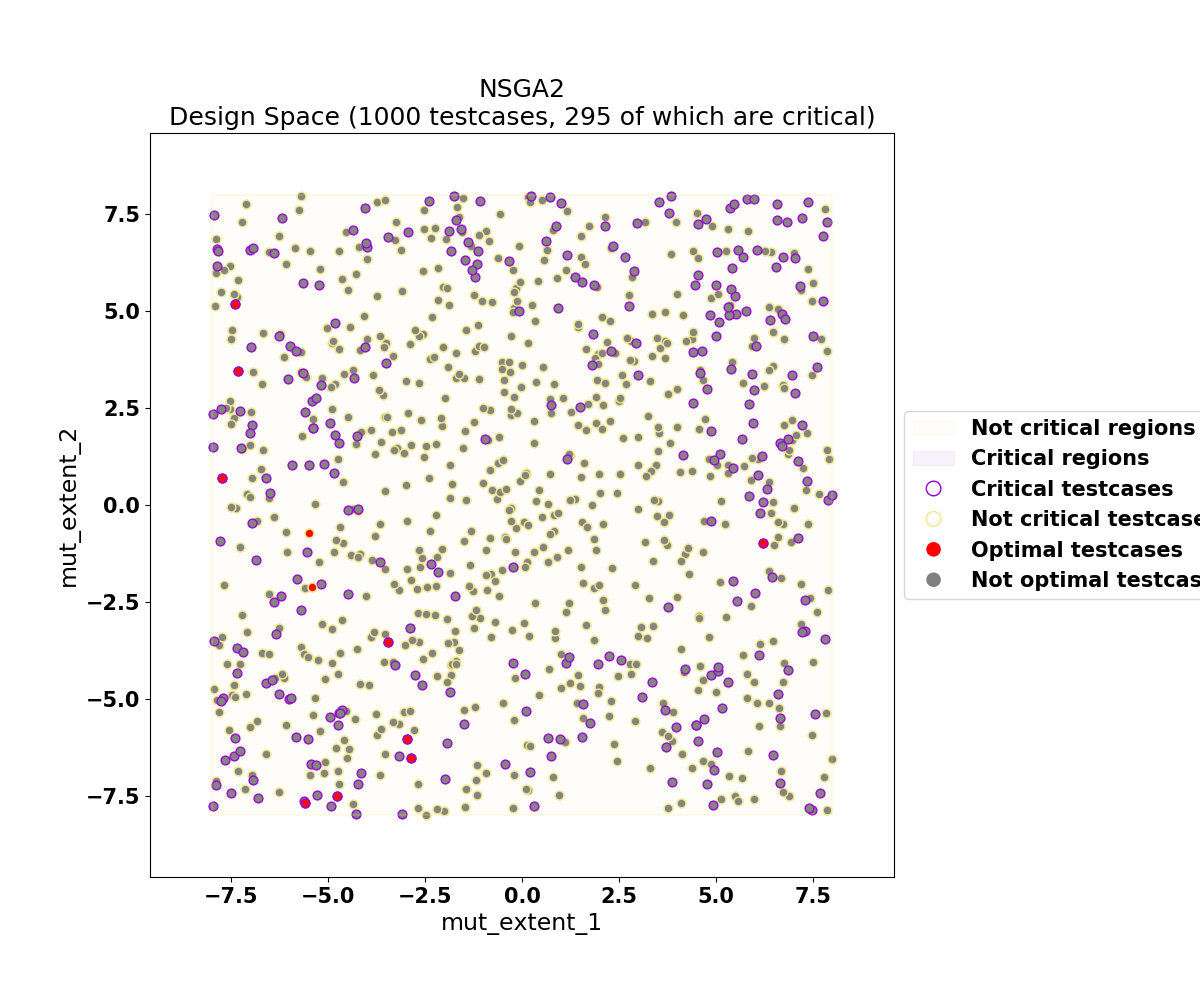 NSGA2
Design Space (1000 testcases, 295 of which are critical)
mut_extent_2
7.5
5.0
2.5
0.0
−2.5
−5.0
−7.5
−7.5
−5.0
−2.5
0.0
2.5
5.0
7.5
mut_extent_1
Not critical regions
Critical regions
Critical testcases
Not critical testcase
Optimal testcases
Not optimal testcas